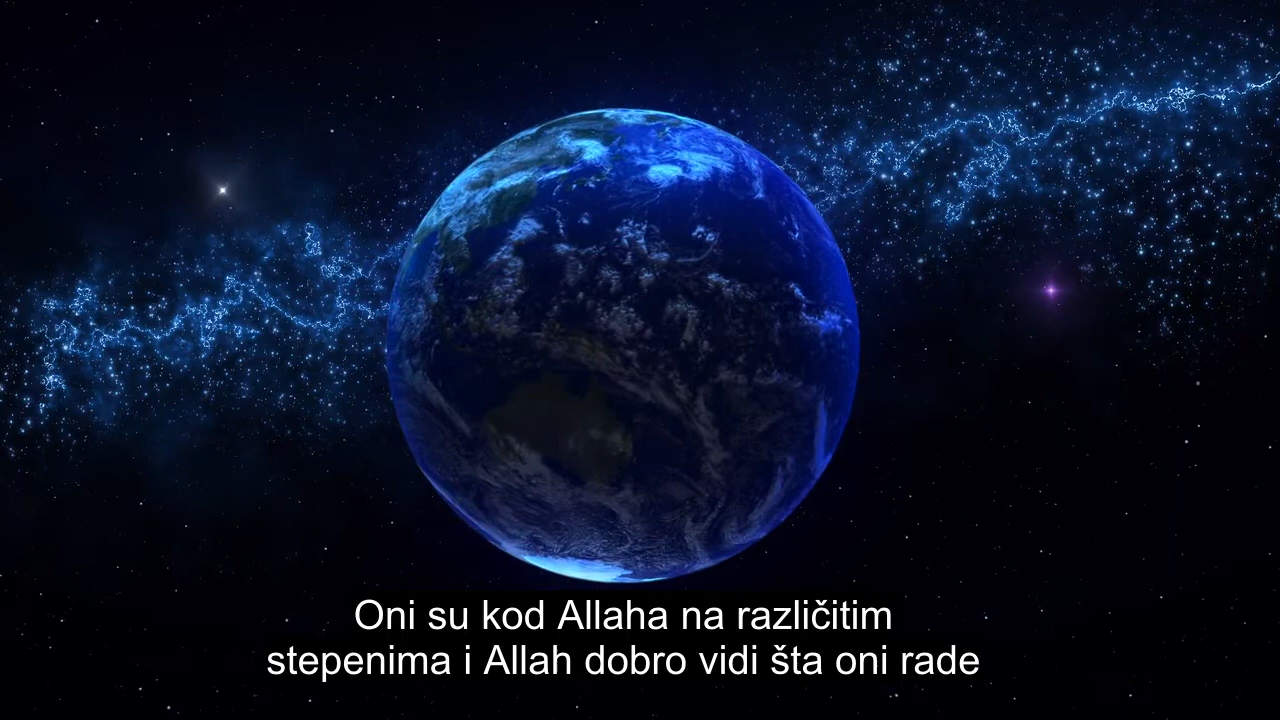 Oni su kod Allaha na različitim
stepenima i Allah dobro vidi šta oni rade